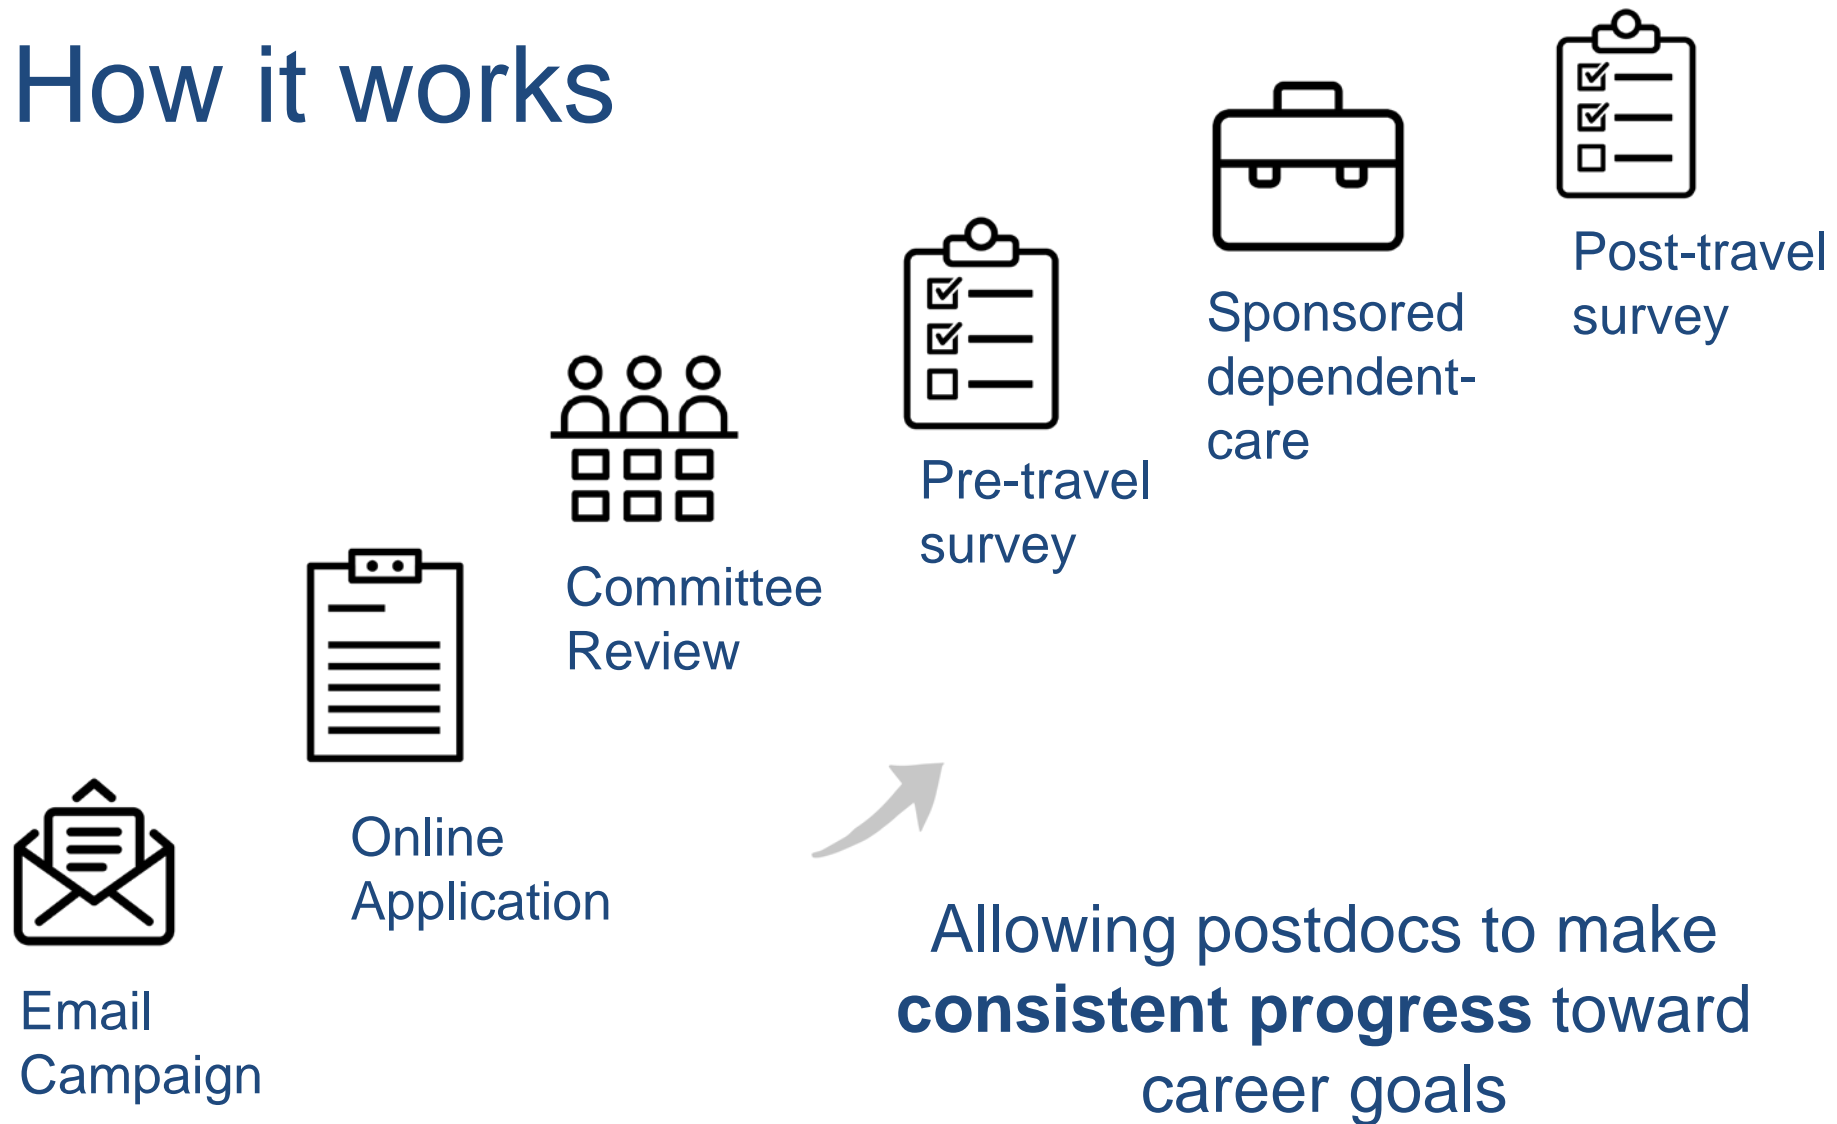 How it works
Email
Campaign
Online
Application
Committee
Review
Pre-travel
survey
Sponsored
dependent-
care
Post-travel
survey
Allowing postdocs to make
consistent progress toward
career goals